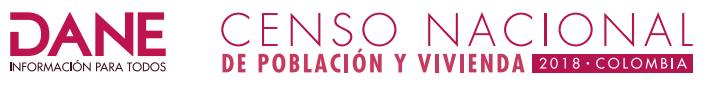 DANE
INFORMACIÓN PARA TODOS
CENSO NACIONAL
DE POBLACIÓN Y VIVIENDA 2018 · COLOMBIA